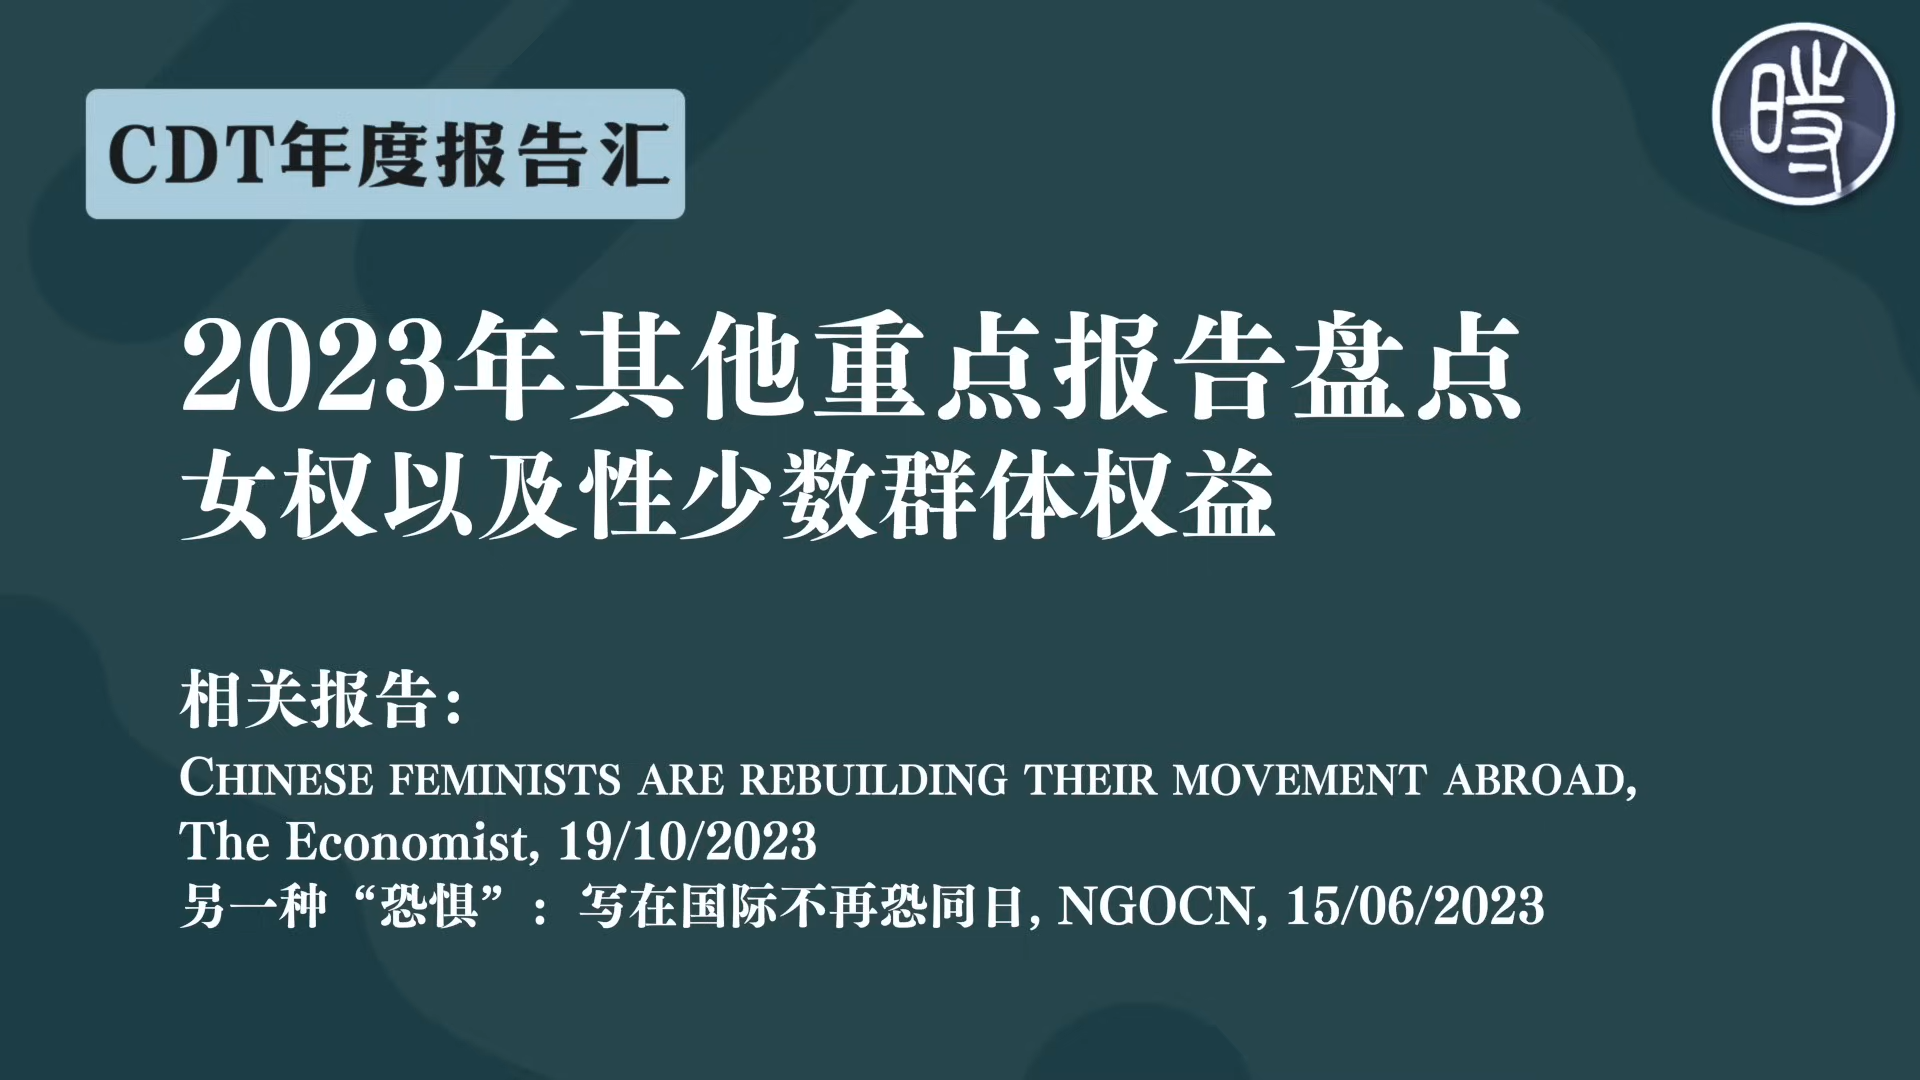 CDT年度报告汇
時
2023年其他重点报告盘点
女权以及性少数群体权益
相关报告：
CHINESE FEMINISTS ARE REBUILDING THEIR MOVEMENT ABROAD,
The Economist, 19/10/2023
另一种“恐惧”：写在国际不再恐同日, NGOCN, 15/06/2023